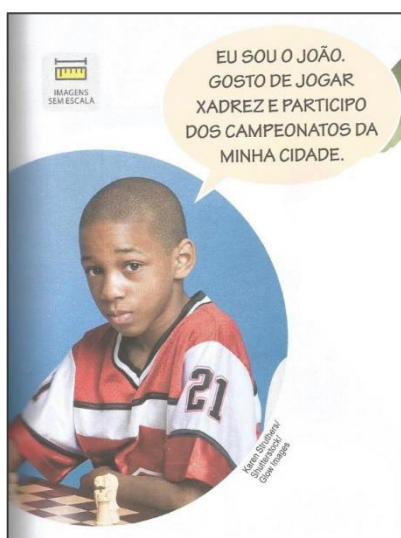 IMAGENS
SEM ESCALA
EU SOU O JOÃO.
GOSTO DE JOGAR
XADREZ E PARTICIPO
DOS CAMPEONATOS DA
MINHA CIDADE.
21
Karen Struthers/
Shutterstock/
Glow Images